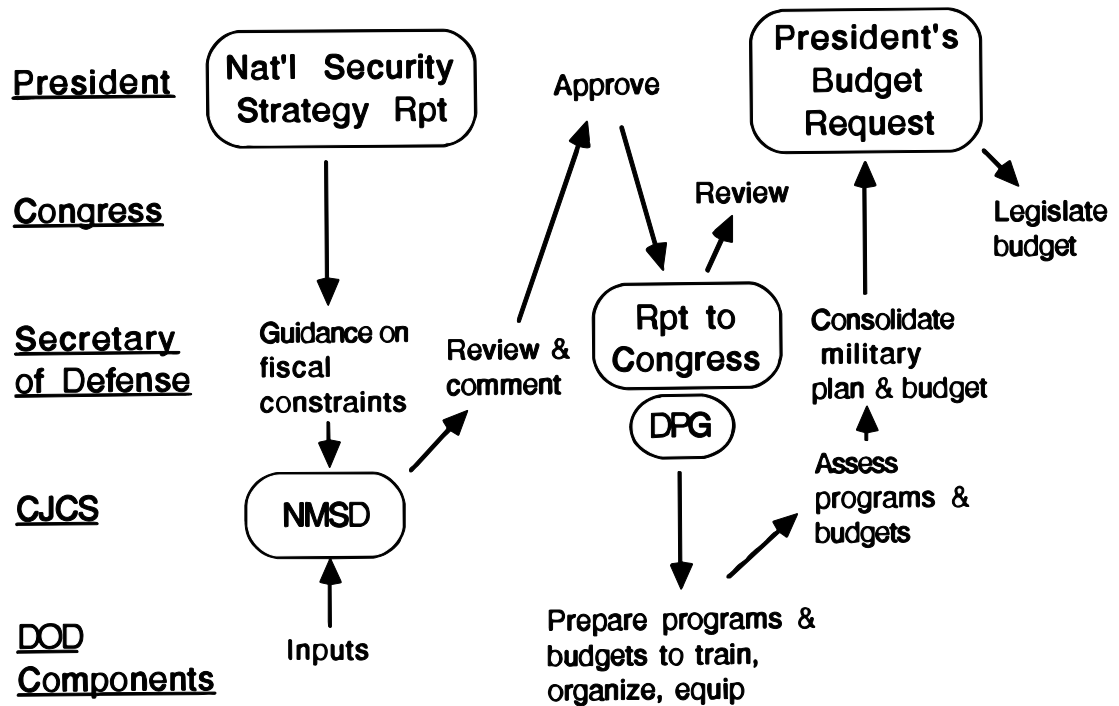 President
Nat'l Security
Strategy Rpt
Approve
President's
Budget
Request
Congress
Review
Legislate
budget
Secretary
of Defense
Guidance on
fiscal
constraints
Review &
comment
Rpt to
Congress
DPG
Consolidate
military
plan & budget
CJCS
NMSD
Assess
programs &
budgets
DOD
Components
Inputs
Prepare programs &
budgets to train,
organize, equip